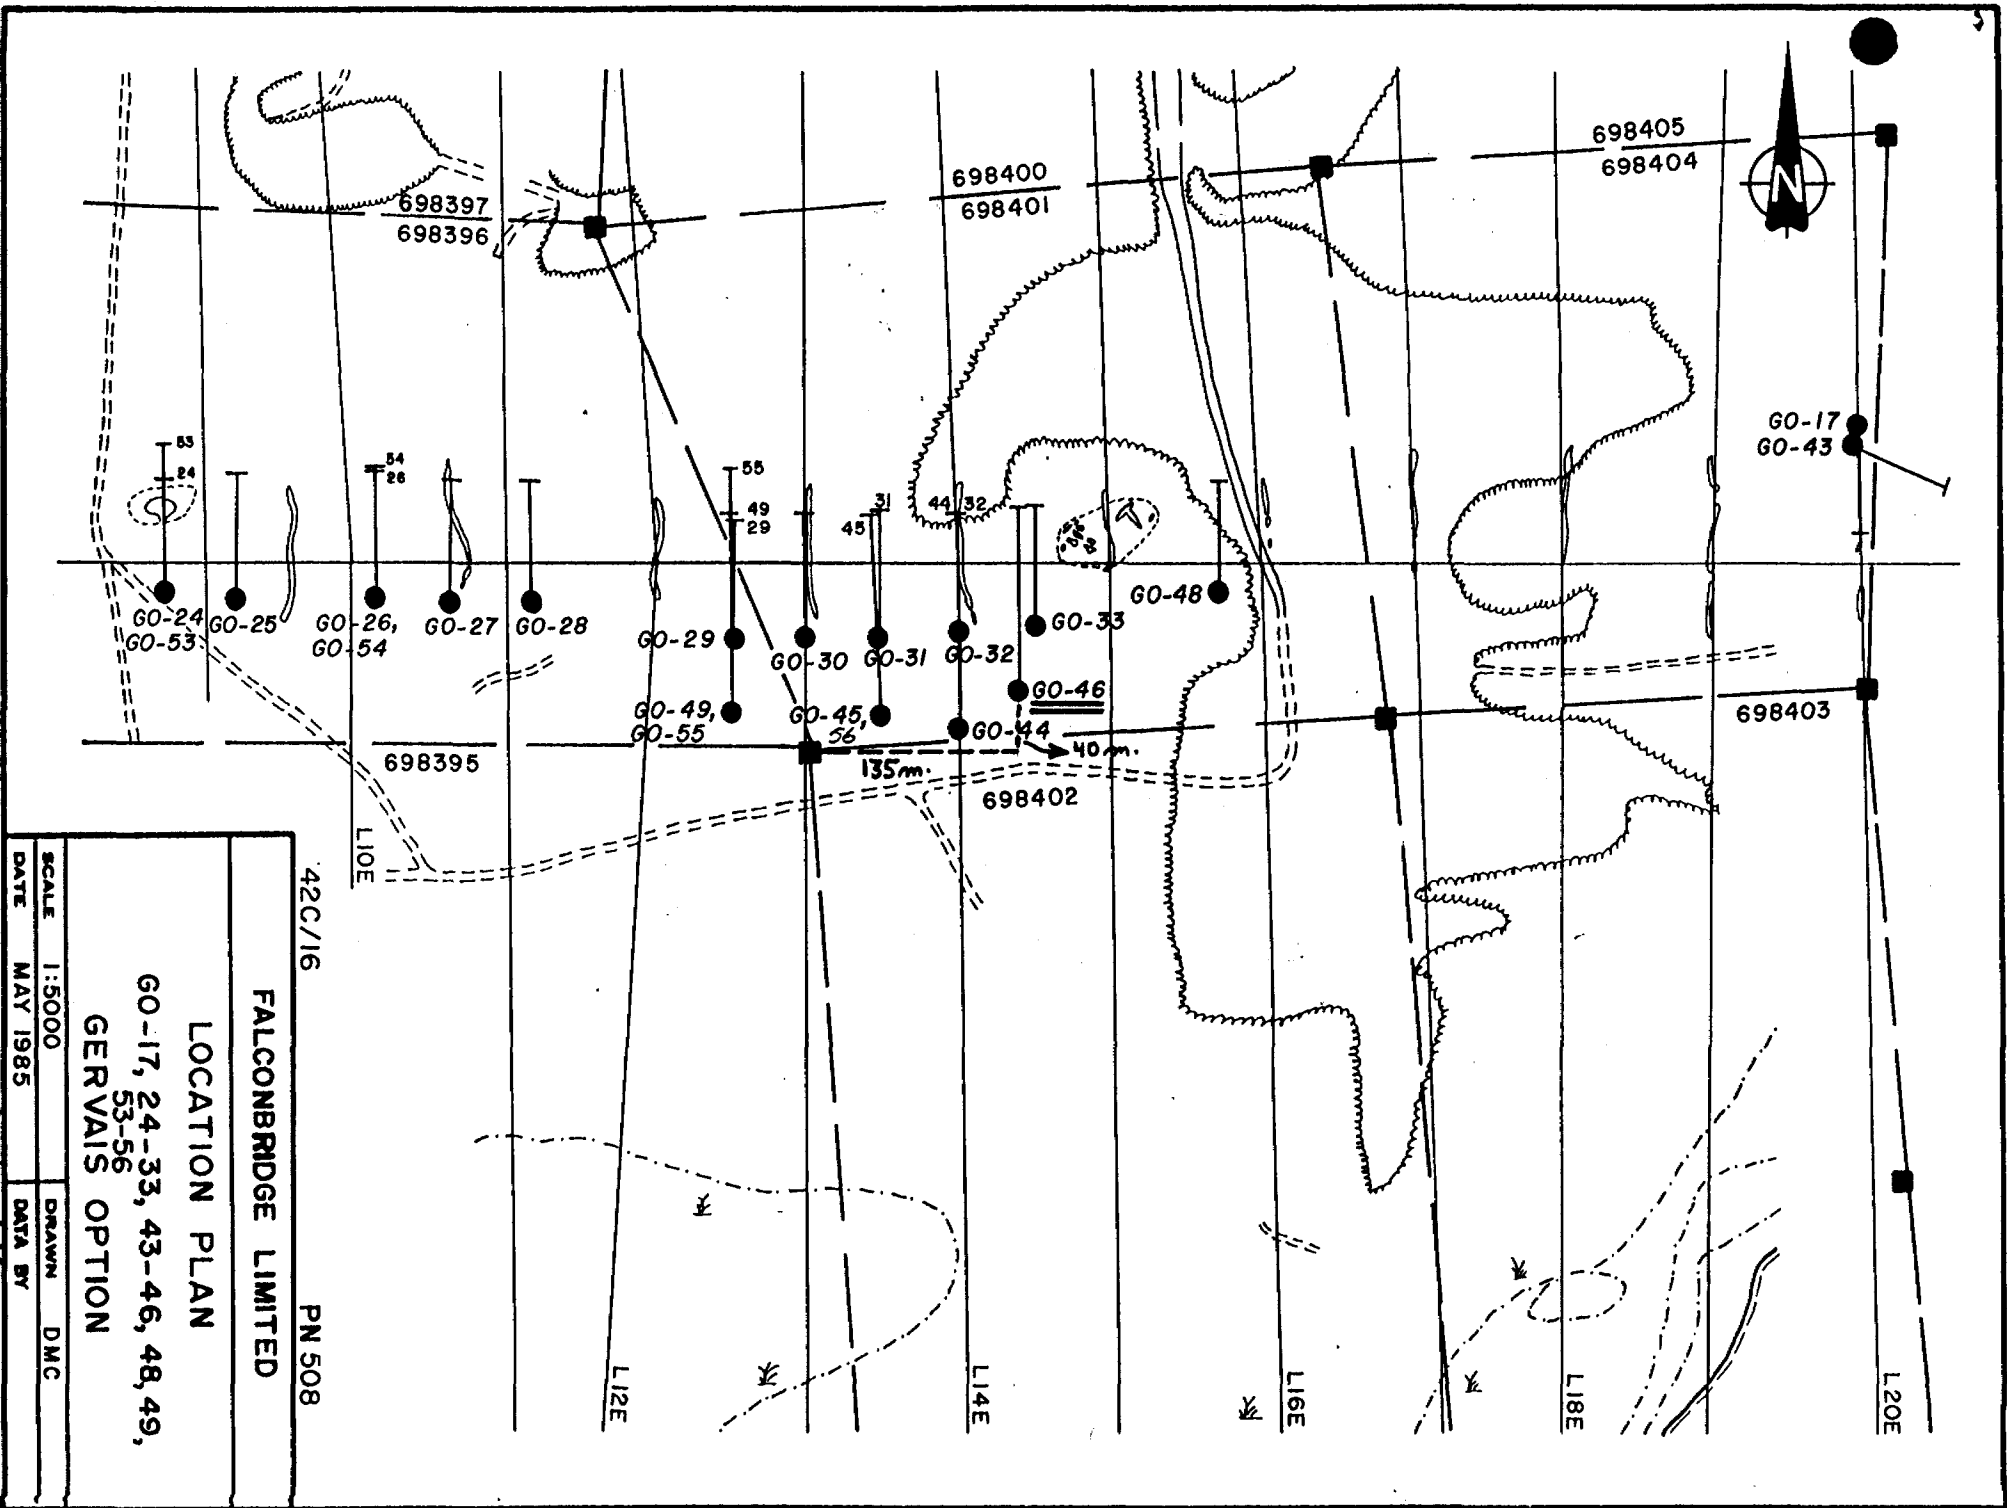 698405
698404
698400
698401
698397
698396
N
GO-17
GO-43
53
24
54
26
55
49
29
31
45
44
32
GO-24
GO-53
GO-25
GO-26,
GO-54
GO-27
GO-28
GO-29
GO-30
GO-31
GO-32
GO-33
GO-48
GO-46
GO-49,
GO-55
GO-45,
56
GO-44
40 m.
135 m.
698395
698402
698403
L10E
L12E
L14E
L16E
L18E
L20E
42C/16 PN 508
FALCONBRIDGE LIMITED
LOCATION PLAN
GO-17, 24-33, 43-46, 48, 49,
53-56
GERVAIS OPTION
SCALE 1:5000 DRAWN DMC
DATE MAY 1985 DATA BY